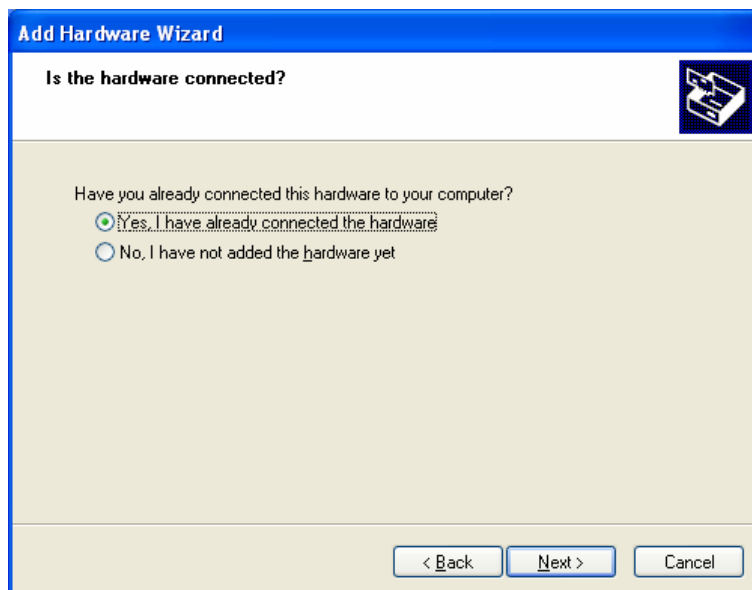 Add Hardware Wizard
Is the hardware connected?
Have you already connected this hardware to your computer?
Yes, I have already connected the hardware
No, I have not added the hardware yet
< Back Next > Cancel